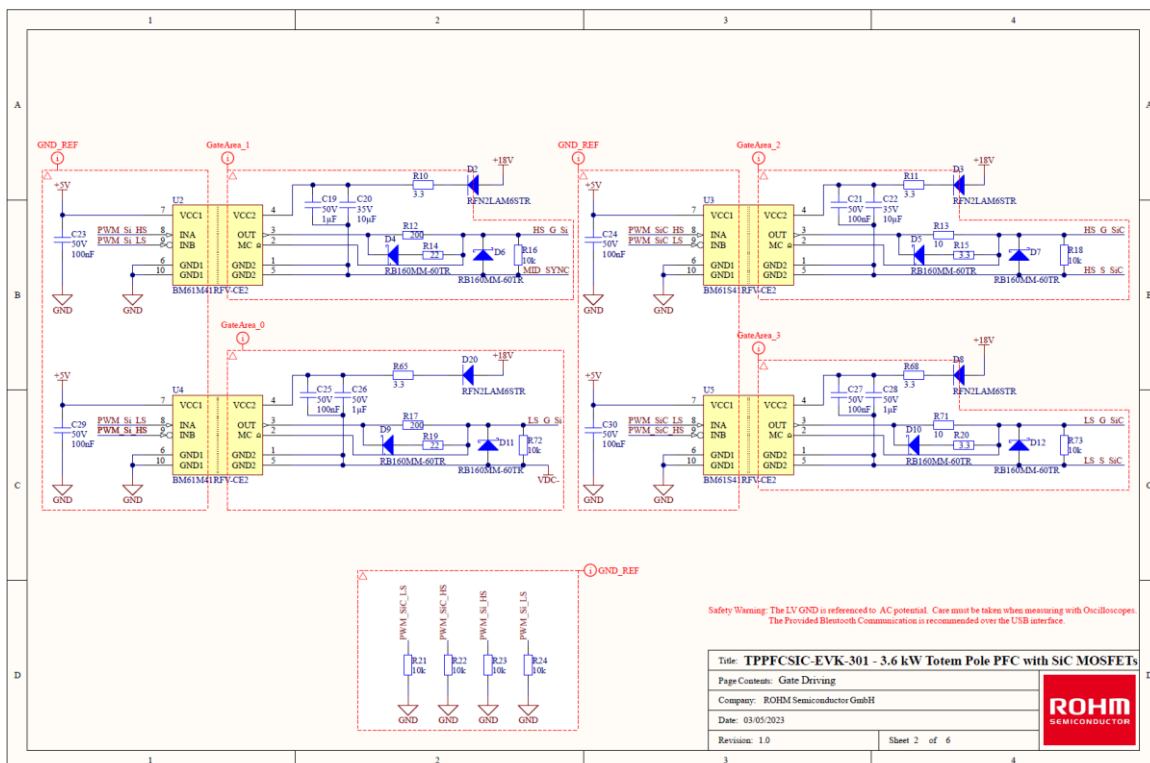 1 2 3 4
A
GND_REF
GateArea_1
GND_REF
GateArea_2
+5V
R10
3.3
D2
+18V
RFN2LAM6STR
C19
50V
1µF
C20
35V
10µF
U2
7 VCC1 VCC2 4
PWM_Si_HS 8 INA OUT 3
PWM_Si_LS 9 INB MC 2
6 GND1 GND2 1
10 GND1 GND2 5
BM61M41RFV-CE2
C23
50V
100nF
GND GND
R12
200
HS_G_Si
D4
R14
22
D6
R16
10k
MID_SYNC
RB160MM-60TR
+5V
R11
3.3
D3
+18V
RFN2LAM6STR
C21
50V
100nF
C22
35V
10µF
U3
7 VCC1 VCC2 4
PWM_SiC_HS 8 INA OUT 3
PWM_SiC_LS 9 INB MC 2
6 GND1 GND2 1
10 GND1 GND2 5
BM61S41RFV-CE2
C24
50V
100nF
GND GND
R13
10
HS_G_SiC
D5
R15
3.3
D7
R18
10k
HS_S_SiC
RB160MM-60TR
B
GateArea_0
GateArea_3
+5V
R65
3.3
D20
+18V
RFN2LAM6STR
C25
50V
100nF
C26
50V
1µF
U4
7 VCC1 VCC2 4
PWM_Si_LS 8 INA OUT 3
PWM_Si_HS 9 INB MC 2
6 GND1 GND2 1
10 GND1 GND2 5
BM61M41RFV-CE2
C29
50V
100nF
GND GND
R17
200
LS_G_Si
D9
R19
22
D11
R72
10k
RB160MM-60TR RB160MM-60TR
VDC-
+5V
R68
3.3
D8
+18V
RFN2LAM6STR
C27
50V
100nF
C28
50V
1µF
U5
7 VCC1 VCC2 4
PWM_SiC_LS 8 INA OUT 3
PWM_SiC_HS 9 INB MC 2
6 GND1 GND2 1
10 GND1 GND2 5
BM61S41RFV-CE2
C30
50V
100nF
GND GND
R71
10
LS_G_SiC
D10
R20
3.3
D12
R73
10k
LS_S_SiC
RB160MM-60TR RB160MM-60TR
C
GND_REF
PWM_SiC_LS
PWM_SiC_HS
PWM_Si_HS
PWM_Si_LS
R21
10k
R22
10k
R23
10k
R24
10k
GND GND GND GND
D
Safety Warning: The LV GND is referenced to AC potential. Care must be taken when measuring with Oscilloscopes.
The Provided Bleutooth Communication is recommended over the USB interface.
Title: TPPFCSIC-EVK-301 - 3.6 kW Totem Pole PFC with SiC MOSFETs
Page Contents: Gate Driving
Company: ROHM Semiconductor GmbH
Date: 03/05/2023
Revision: 1.0 Sheet 2 of 6
ROHM
SEMICONDUCTOR
1 2 3 4